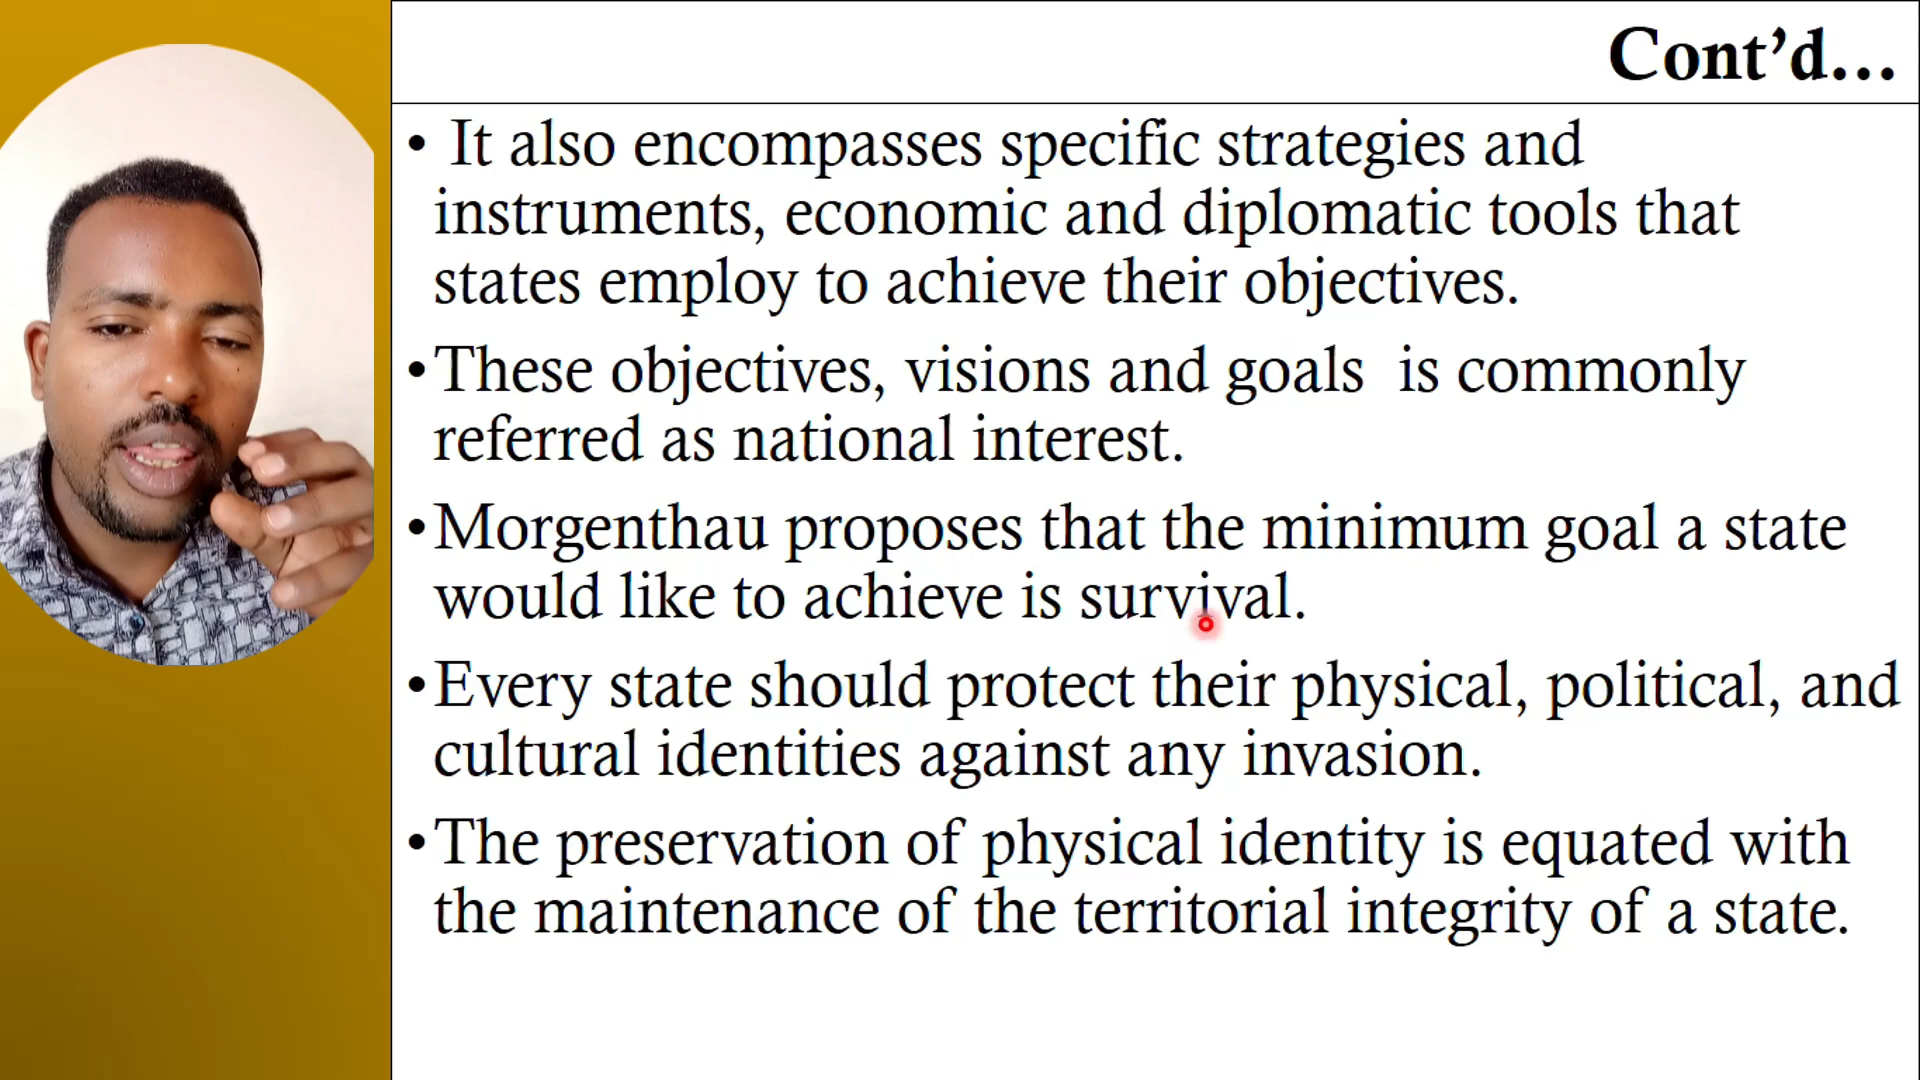 Cont’d…
• It also encompasses specific strategies and
instruments, economic and diplomatic tools that
states employ to achieve their objectives.
•These objectives, visions and goals  is commonly
referred as national interest.
•Morgenthau proposes that the minimum goal a state
would like to achieve is survival.
•Every state should protect their physical, political, and
cultural identities against any invasion.
•The preservation of physical identity is equated with
the maintenance of the territorial integrity of a state.